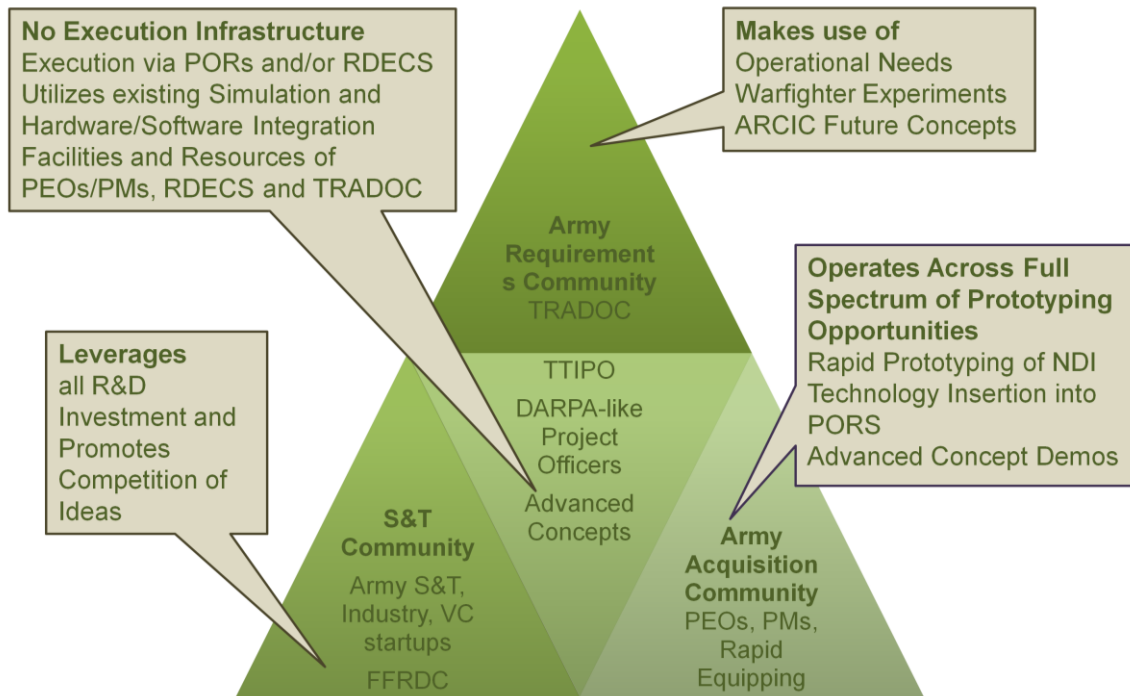 No Execution Infrastructure
Execution via PORs and/or RDECS
Utilizes existing Simulation and
Hardware/Software Integration
Facilities and Resources of
PEOs/PMs, RDECS and TRADOC
Makes use of
Operational Needs
Warfighter Experiments
ARCIC Future Concepts
Army
Requirement
s Community
TRADOC
Operates Across Full
Spectrum of Prototyping
Opportunities
Rapid Prototyping of NDI
Technology Insertion into
PORS
Advanced Concept Demos
Leverages
all R&D
Investment and
Promotes
Competition of
Ideas
TTIPO
DARPA-like
Project
Officers
Advanced
Concepts
S&T
Community
Army S&T,
Industry, VC
startups
FFRDC
Army
Acquisition
Community
PEOs, PMs,
Rapid
Equipping